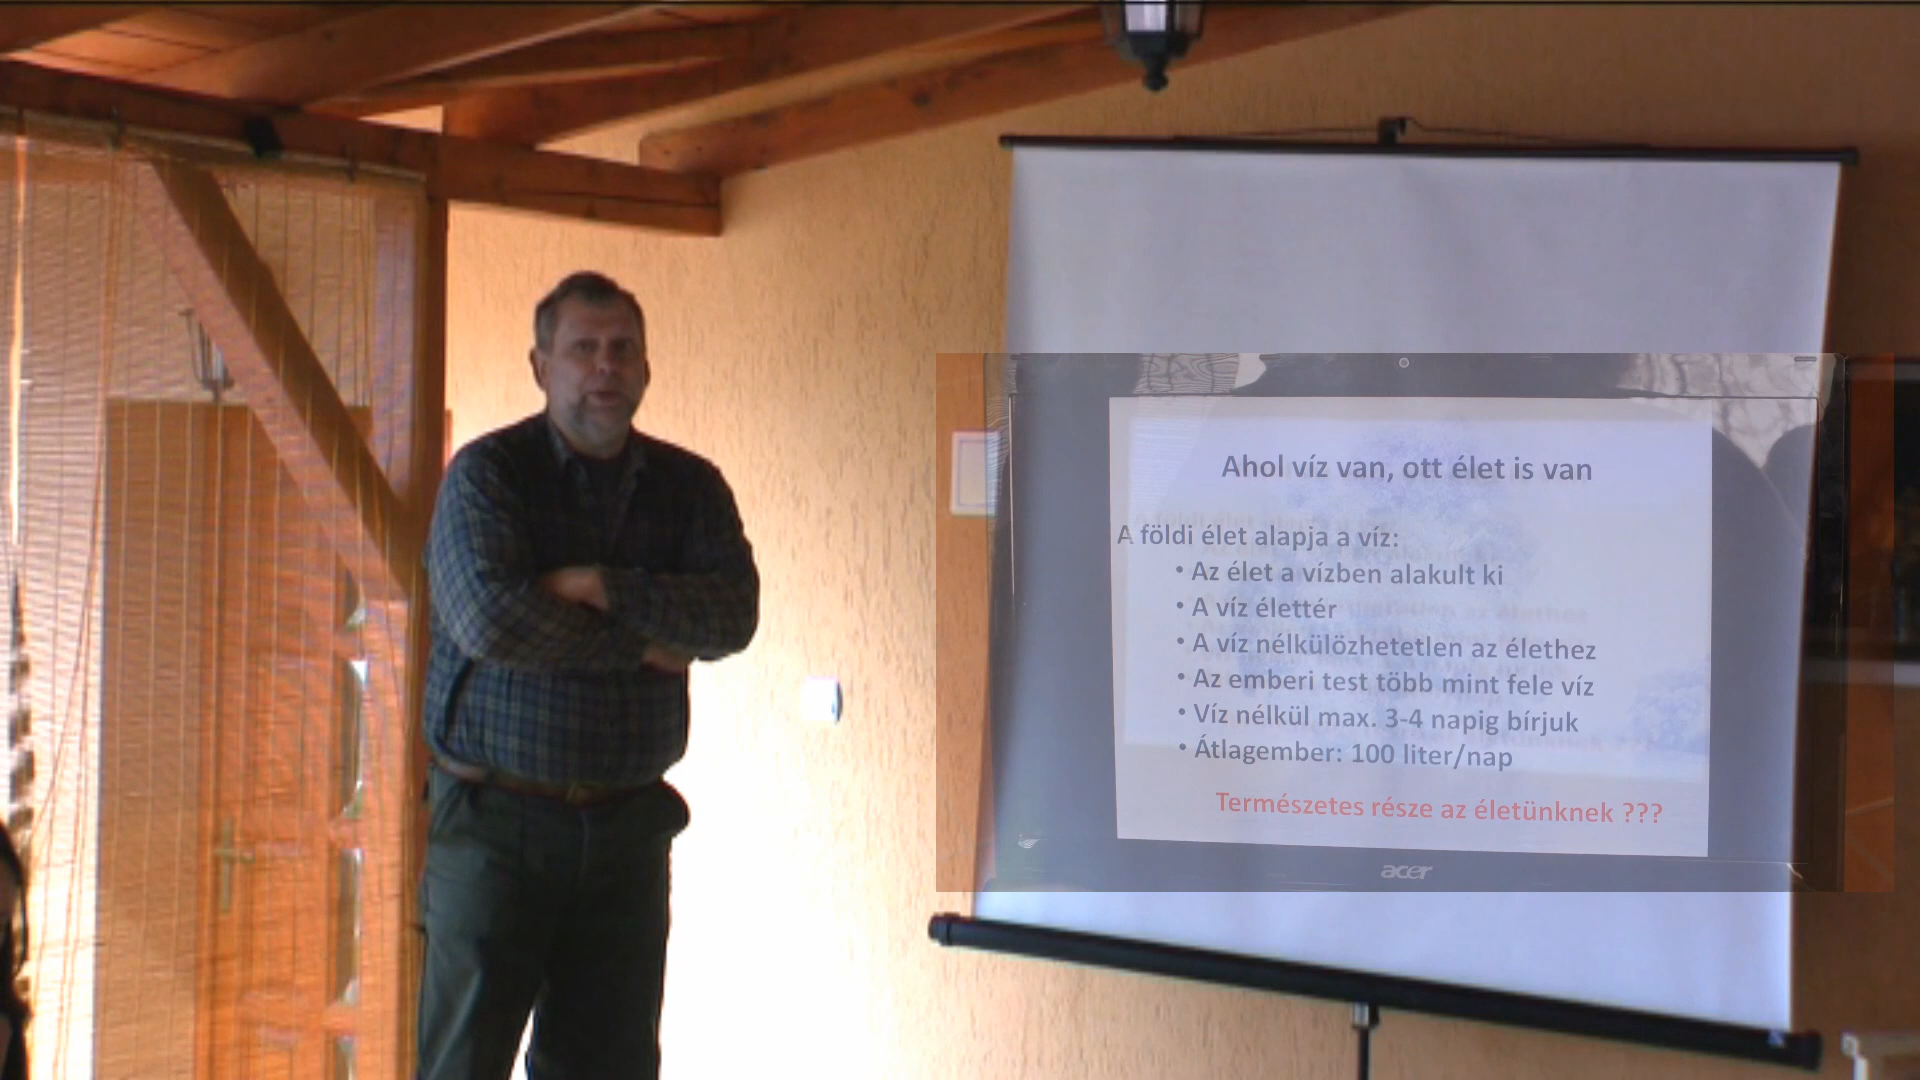 Ahol víz van, ott élet is van
A földi élet alapja a víz:
• Az élet a vízben alakult ki
• A víz élettér
• A víz nélkülözhetetlen az élethez
• Az emberi test több mint fele víz
• Víz nélkül max. 3-4 napig bírjuk
• Átlagember: 100 liter/nap
Természetes része az életünknek ???
acer